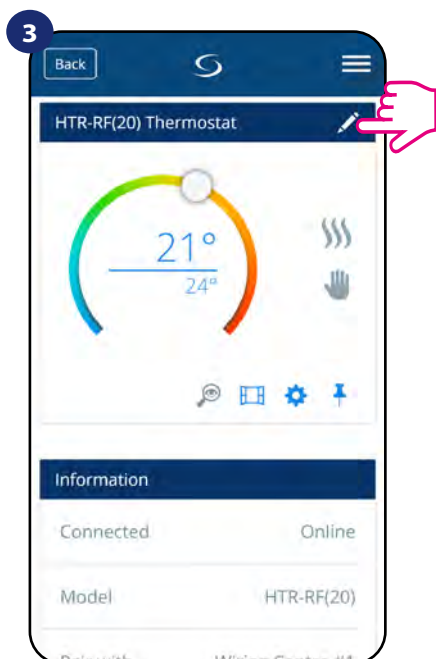 3
Back
HTR-RF(20) Thermostat
21°
24°
Information
Connected Online
Model HTR-RF(20)